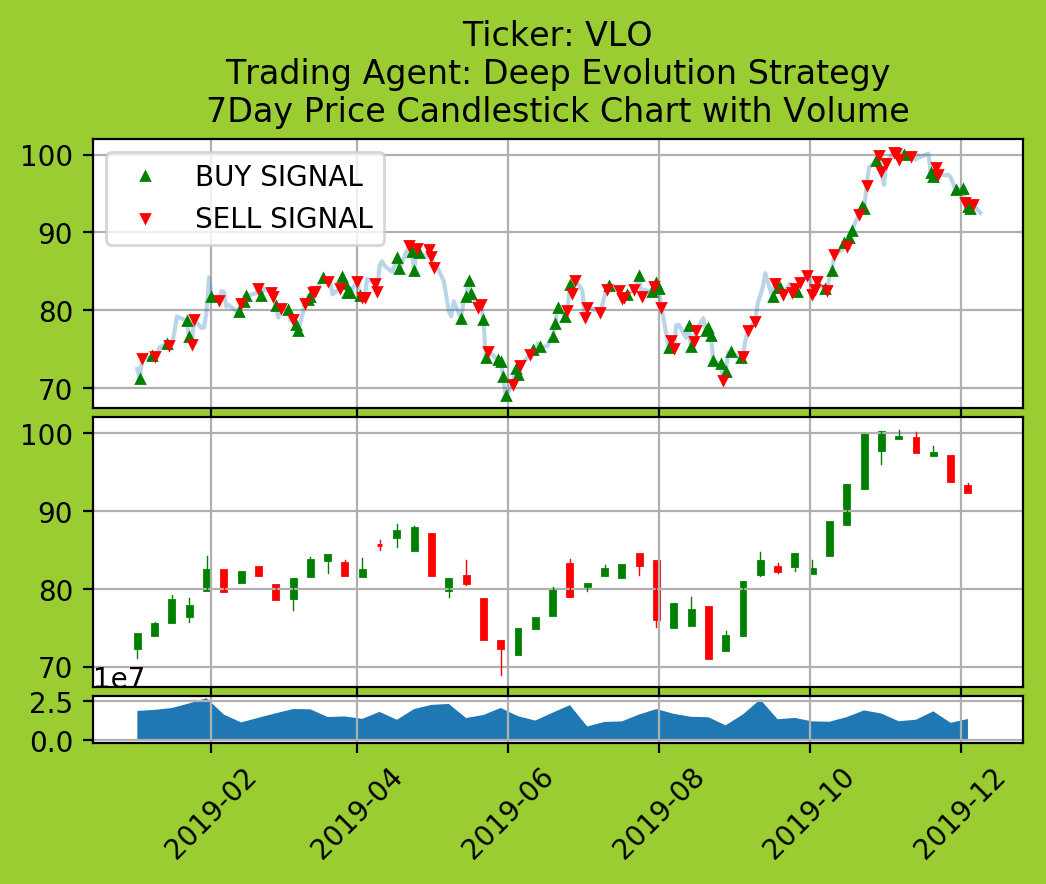 Ticker: VLO
Trading Agent: Deep Evolution Strategy
7Day Price Candlestick Chart with Volume
100
90
80
70
BUY SIGNAL
SELL SIGNAL
100
90
80
70
1e7
2.5
0.0
2019-02
2019-04
2019-06
2019-08
2019-10
2019-12